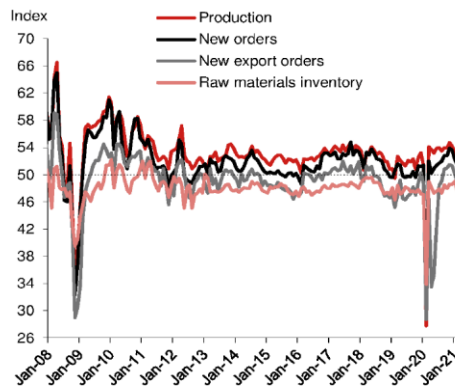 Index
Production
New orders
New export orders
Raw materials inventory
70
66
62
58
54
50
46
42
38
34
30
26
Jan-08
Jan-09
Jan-10
Jan-11
Jan-12
Jan-13
Jan-14
Jan-15
Jan-16
Jan-17
Jan-18
Jan-19
Jan-20
Jan-21